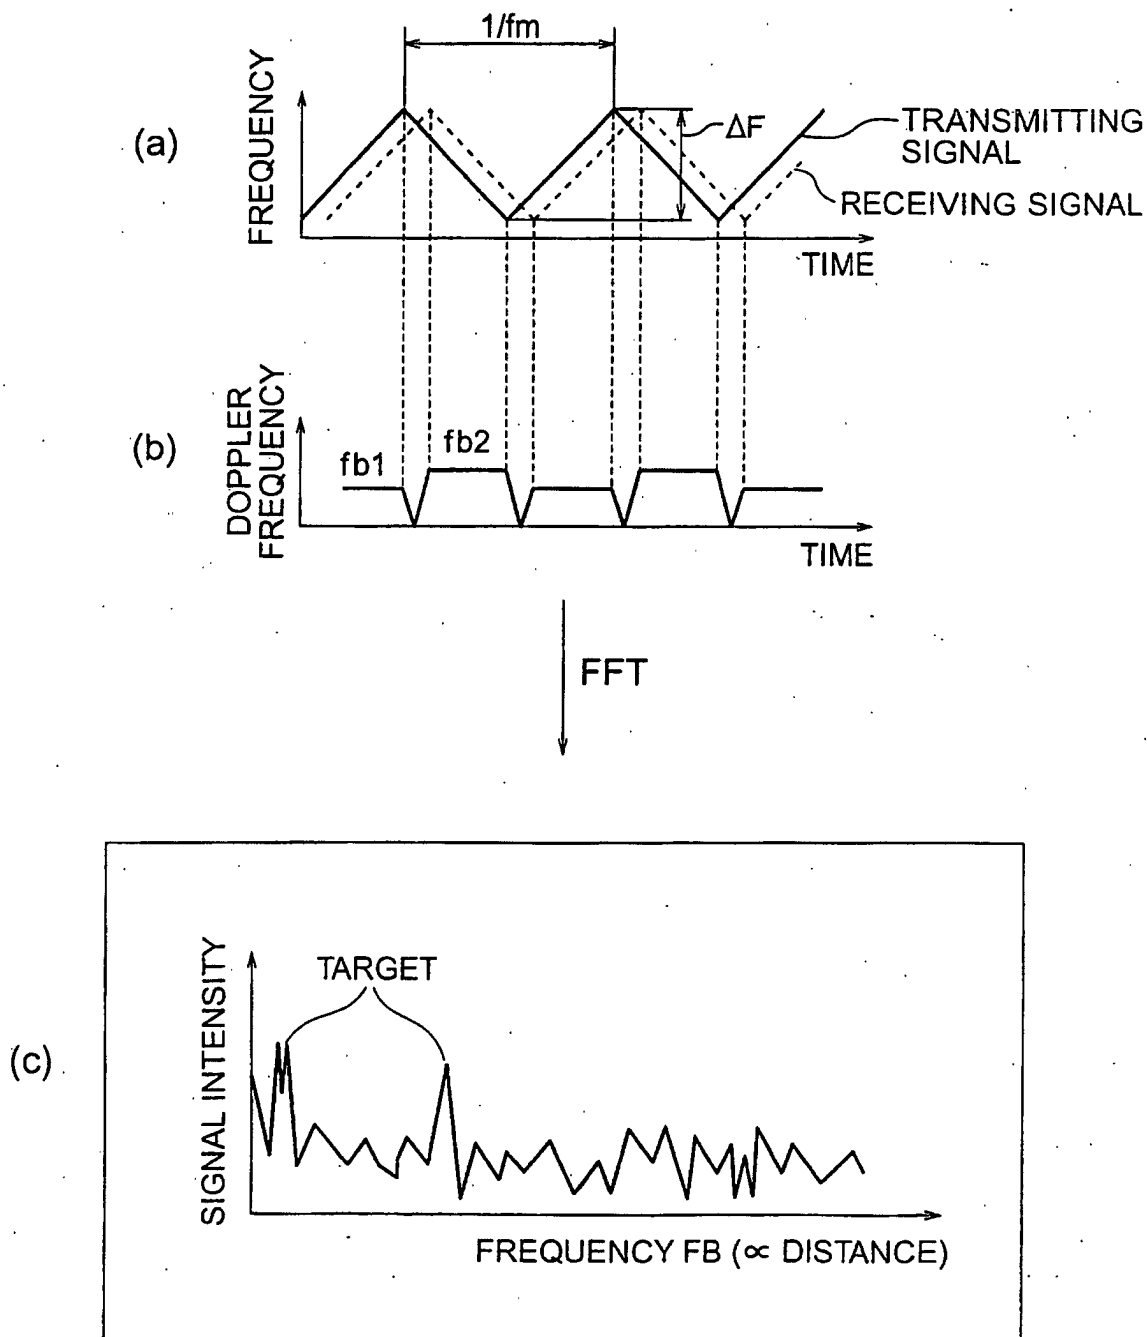 (a)
FREQUENCY
1/fm
ΔF
TRANSMITTING
SIGNAL
RECEIVING SIGNAL
TIME
(b)
DOPPLER
FREQUENCY
fb1
fb2
TIME
FFT
(c)
SIGNAL INTENSITY
TARGET
FREQUENCY FB (∝ DISTANCE)